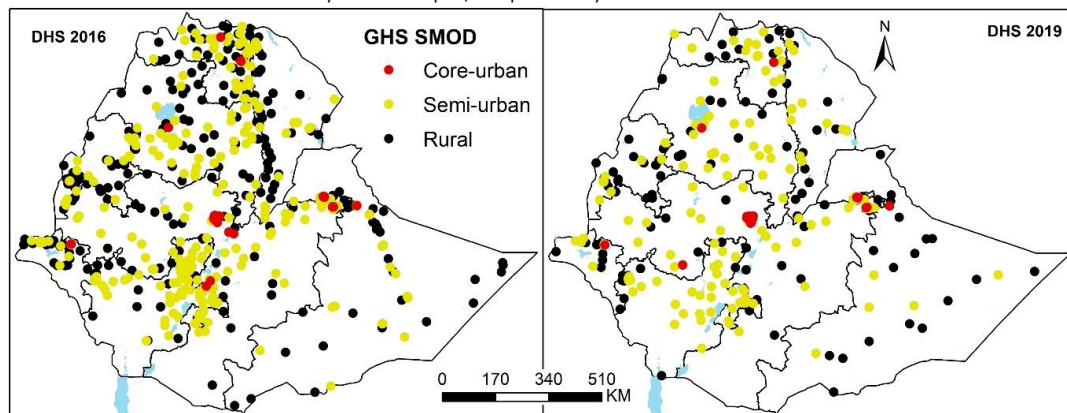 DHS 2016
GHS SMOD
Core-urban
Semi-urban
Rural
N
DHS 2019
0 170 340 510
KM